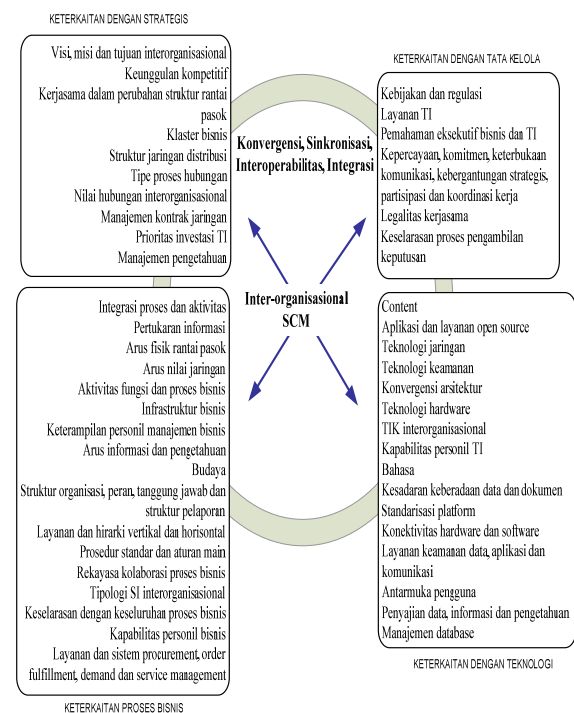 KETERKAITAN DENGAN STRATEGIS
Visi, misi dan tujuan interorganisasional
Keunggulan kompetitif
Kerjasama dalam perubahan struktur rantai
pasok
Klaster bisnis
Struktur jaringan distribusi
Tipe proses hubungan
Nilai hubungan interorganisasional
Manajemen kontrak jaringan
Prioritas investasi TI
Manajemen pengetahuan
KETERKAITAN DENGAN TATA KELOLA
Kebijakan dan regulasi
Layanan TI
Pemahaman eksekutif bisnis dan TI
Kepercayaan, komitmen, keterbukaan
komunikasi, kebergantungan strategis,
partisipasi dan koordinasi kerja
Legalitas kerjasama
Keselarasan proses pengambilan
keputusan
Konvergensi, Sinkronisasi,
Interoperabilitas, Integrasi
Inter-organisasional
SCM
Integrasi proses dan aktivitas
Pertukaran informasi
Arus fisik rantai pasok
Arus nilai jaringan
Aktivitas fungsi dan proses bisnis
Infrastruktur bisnis
Keterampilan personil manajemen bisnis
Arus informasi dan pengetahuan
Budaya
Struktur organisasi, peran, tanggung jawab dan
struktur pelaporan
Layanan dan hirarki vertikal dan horisontal
Prosedur standar dan aturan main
Rekayasa kolaborasi proses bisnis
Tipologi SI interorganisasional
Keselarasan dengan keseluruhan proses bisnis
Kapabilitas personil bisnis
Layanan dan sistem procurement, order
fulfillment, demand dan service management
KETERKAITAN PROSES BISNIS
Content
Aplikasi dan layanan open source
Teknologi jaringan
Teknologi keamanan
Konvergensi arsitektur
Teknologi hardware
TIK interorganisasional
Kapabilitas personil TI
Bahasa
Kesadaran keberadaan data dan dokumen
Standarisasi platform
Konektivitas hardware dan software
Layanan keamanan data, aplikasi dan
komunikasi
Antarmuka pengguna
Penyajian data, informasi dan pengetahuan
Manajemen database
KETERKAITAN DENGAN TEKNOLOGI